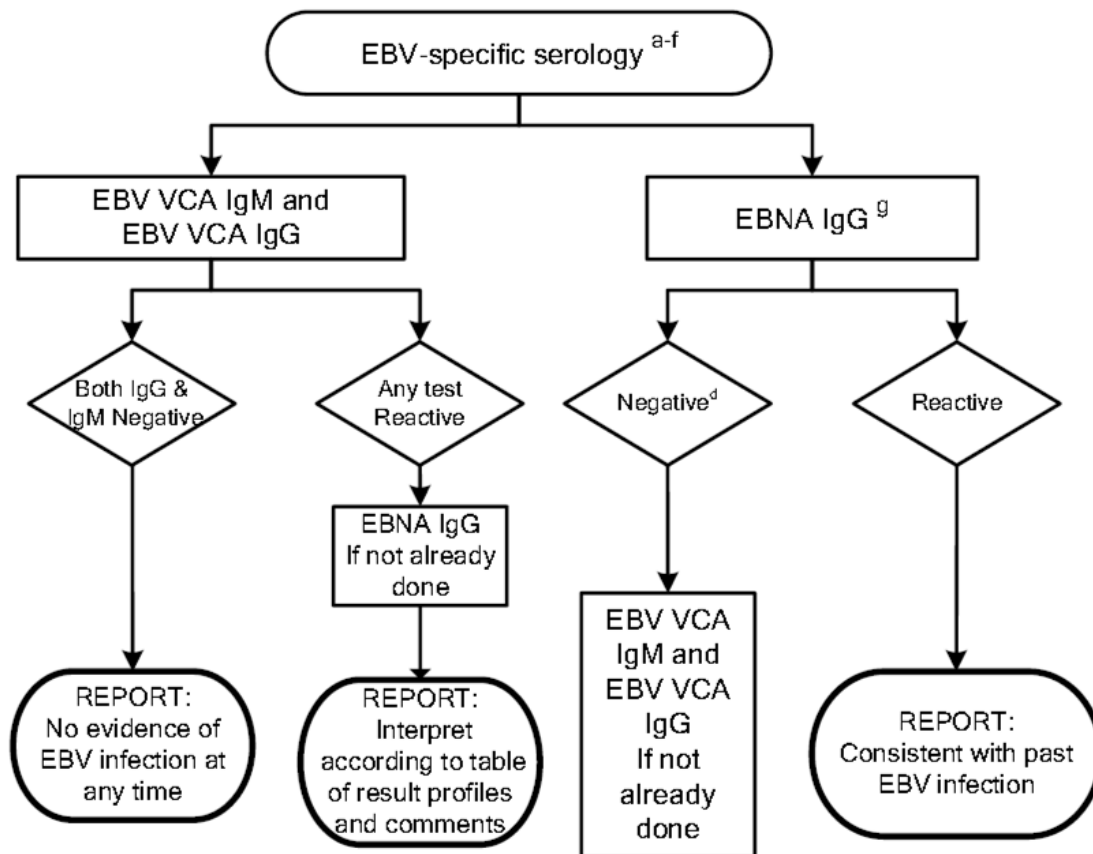 EBV-specific serology a-f
EBV VCA IgM and
EBV VCA IgG
EBNA IgG g
Both IgG &
IgM Negative
Any test
Reactive
Negatived
Reactive
EBNA IgG
If not already
done
EBV VCA
IgM and
EBV VCA
IgG
If not
already
done
REPORT:
No evidence of
EBV infection at
any time
REPORT:
Interpret
according to table
of result profiles
and comments
REPORT:
Consistent with past
EBV infection